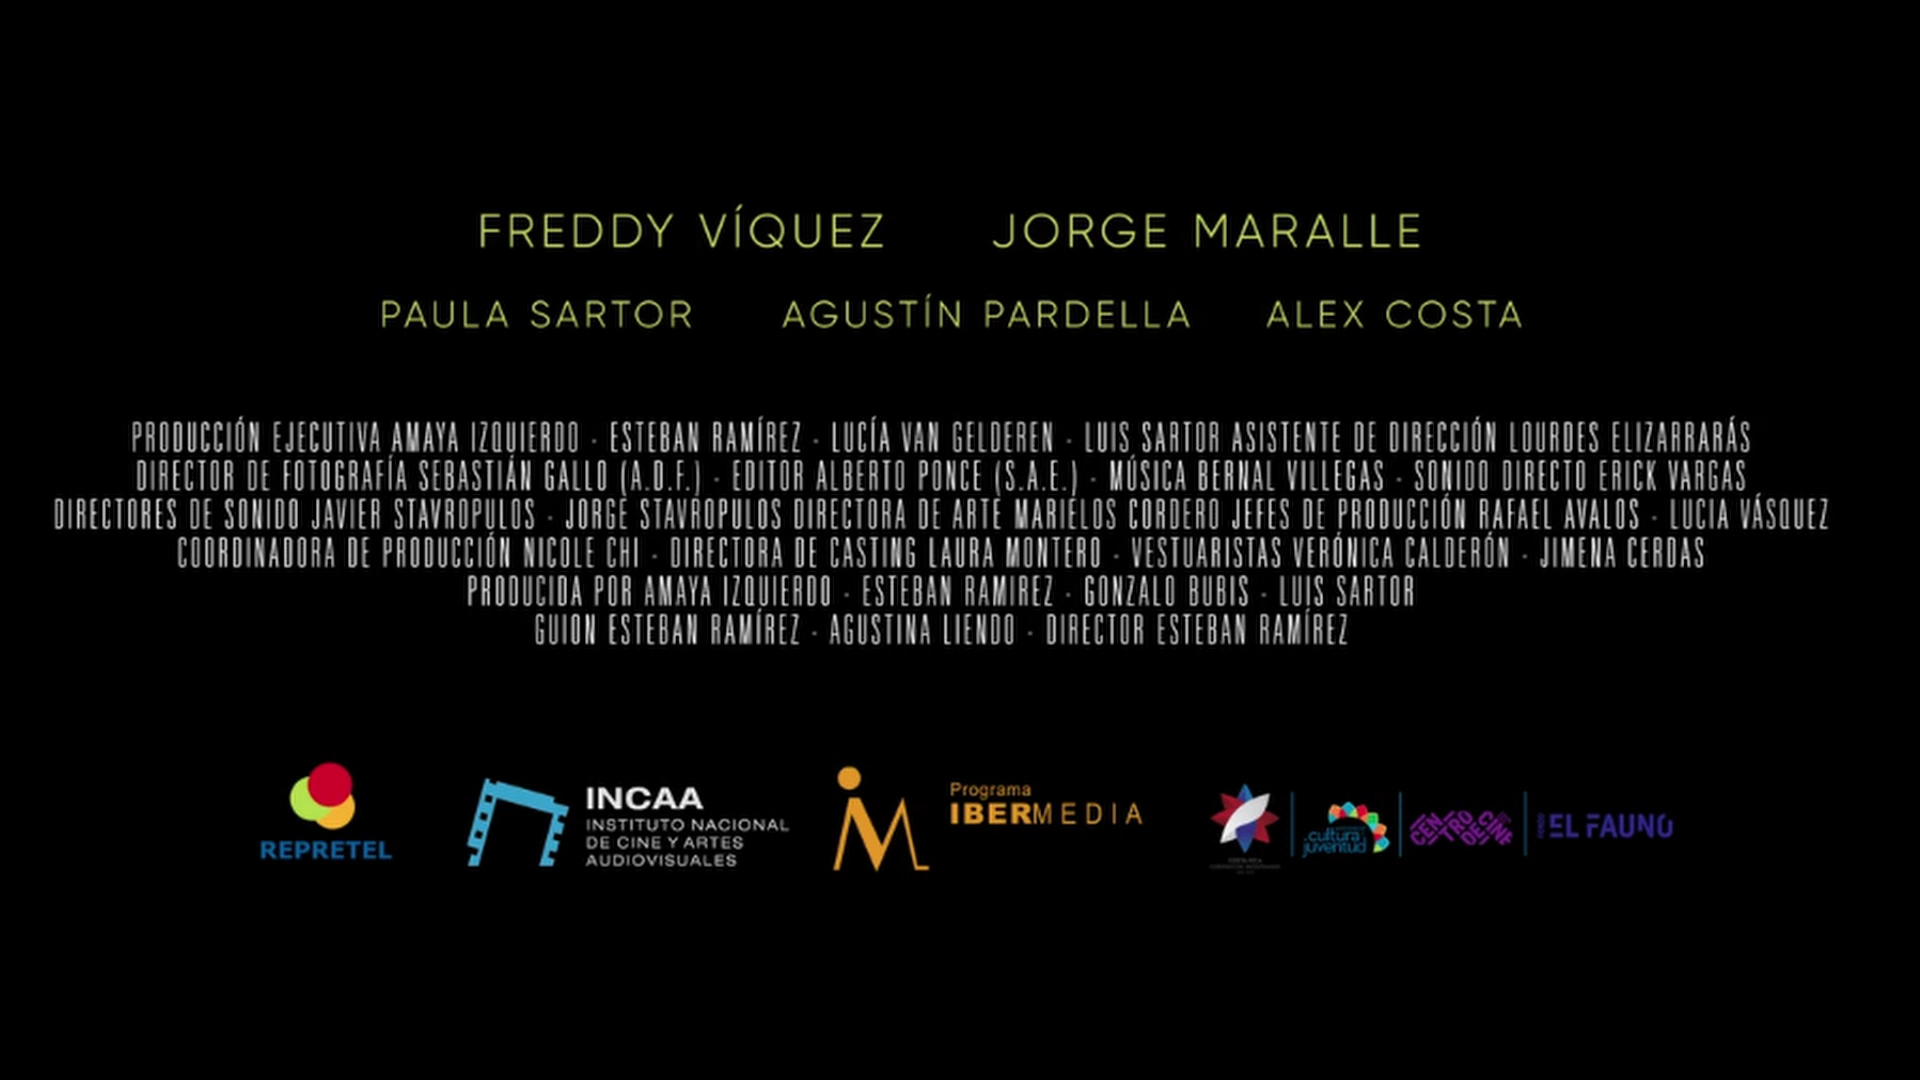 FREDDY VÍQUEZ JORGE MARALLE
PAULA SARTOR AGUSTÍN PARDELLA ALEX COSTA
PRODUCCIÓN EJECUTIVA AMAYA IZQUIERDO - ESTEBAN RAMÍREZ - LUCÍA VAN GELDEREN - LUIS SARTOR ASISTENTE DE DIRECCIÓN LOURDES ELIZARRARÁS
DIRECTOR DE FOTOGRAFÍA SEBASTIÁN GALLO (A.D.F.) - EDITOR ALBERTO PONCE (S.A.E.) - MÚSICA BERNAL VILLEGAS - SONIDO DIRECTO ERICK VARGAS
DIRECTORES DE SONIDO JAVIER STAVROPULOS - JORGE STAVROPULOS DIRECTORA DE ARTE MARIELOS CORDERO JEFES DE PRODUCCIÓN RAFAEL AVALOS - LUCIA VÁSQUEZ
COORDINADORA DE PRODUCCIÓN NICOLE CHI - DIRECTORA DE CASTING LAURA MONTERO - VESTUARISTAS VERÓNICA CALDERÓN - JIMENA CERDAS
PRODUCIDA POR AMAYA IZQUIERDO - ESTEBAN RAMIREZ - GONZALO BUBIS - LUIS SARTOR
GUION ESTEBAN RAMÍREZ - AGUSTINA LIENDO - DIRECTOR ESTEBAN RAMÍREZ
REPRETEL
INCAA
INSTITUTO NACIONAL
DE CINE Y ARTES
AUDIOVISUALES
Programa
IBERMEDIA
cultura
juventud
CENTRO DE CINE
EL FAUNO